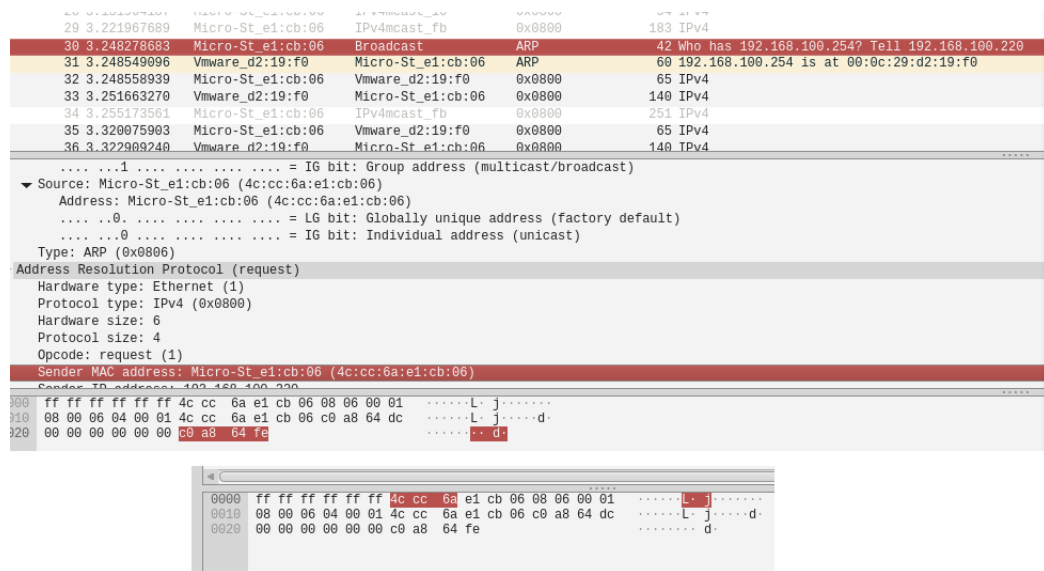 29 3.221967689 Micro-St_e1:cb:06 IPv4mcast_fb 0x0800 183 IPv4
30 3.248278683 Micro-St_e1:cb:06 Broadcast ARP 42 Who has 192.168.100.254? Tell 192.168.100.220
31 3.248549096 Vmware_d2:19:f0 Micro-St_e1:cb:06 ARP 60 192.168.100.254 is at 00:0c:29:d2:19:f0
32 3.248558939 Micro-St_e1:cb:06 Vmware_d2:19:f0 0x0800 65 IPv4
33 3.251663270 Vmware_d2:19:f0 Micro-St_e1:cb:06 0x0800 140 IPv4
34 3.255173561 Micro-St_e1:cb:06 IPv4mcast_fb 0x0800 251 IPv4
35 3.320075903 Micro-St_e1:cb:06 Vmware_d2:19:f0 0x0800 65 IPv4
36 3.322909240 Vmware_d2:19:f0 Micro-St_e1:cb:06 0x0800 140 IPv4
.... ...1 .... .... .... .... = IG bit: Group address (multicast/broadcast)
Source: Micro-St_e1:cb:06 (4c:cc:6a:e1:cb:06)
Address: Micro-St_e1:cb:06 (4c:cc:6a:e1:cb:06)
.... ..0. .... .... .... .... = LG bit: Globally unique address (factory default)
.... ...0 .... .... .... .... = IG bit: Individual address (unicast)
Type: ARP (0x0806)
Address Resolution Protocol (request)
Hardware type: Ethernet (1)
Protocol type: IPv4 (0x0800)
Hardware size: 6
Protocol size: 4
Opcode: request (1)
Sender MAC address: Micro-St_e1:cb:06 (4c:cc:6a:e1:cb:06)
Sender IP address: 192.168.100.220
000 ff ff ff ff ff ff 4c cc 6a e1 cb 06 08 06 00 01 ······L· j·······
010 08 00 06 04 00 01 4c cc 6a e1 cb 06 c0 a8 64 dc ······L· j·····d·
020 00 00 00 00 00 00 c0 a8 64 fe ········ d·
0000 ff ff ff ff ff ff 4c cc 6a e1 cb 06 08 06 00 01 ······L· j·······
0010 08 00 06 04 00 01 4c cc 6a e1 cb 06 c0 a8 64 dc ······L· j·····d·
0020 00 00 00 00 00 00 c0 a8 64 fe ········ d·